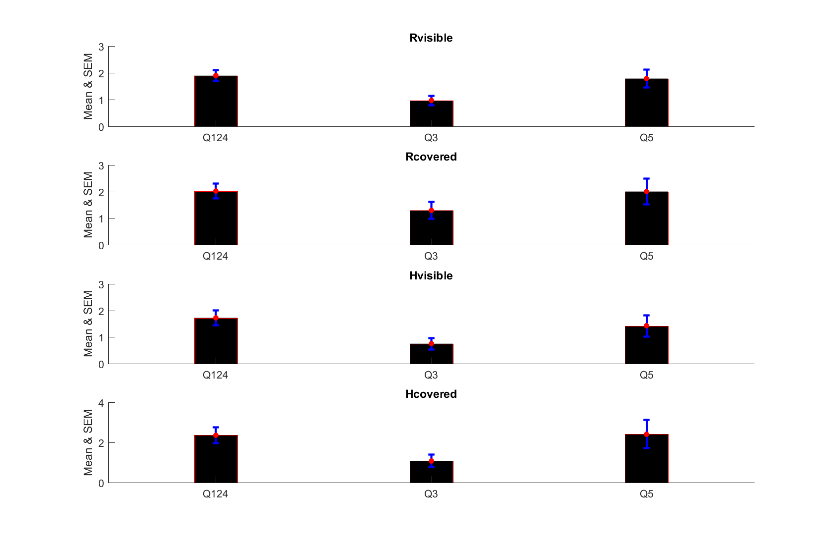 Rvisible
3
2
1
0
Mean & SEM
Q124 Q3 Q5
Rcovered
3
2
1
0
Mean & SEM
Q124 Q3 Q5
Hvisible
3
2
1
0
Mean & SEM
Q124 Q3 Q5
Hcovered
4
2
0
Mean & SEM
Q124 Q3 Q5